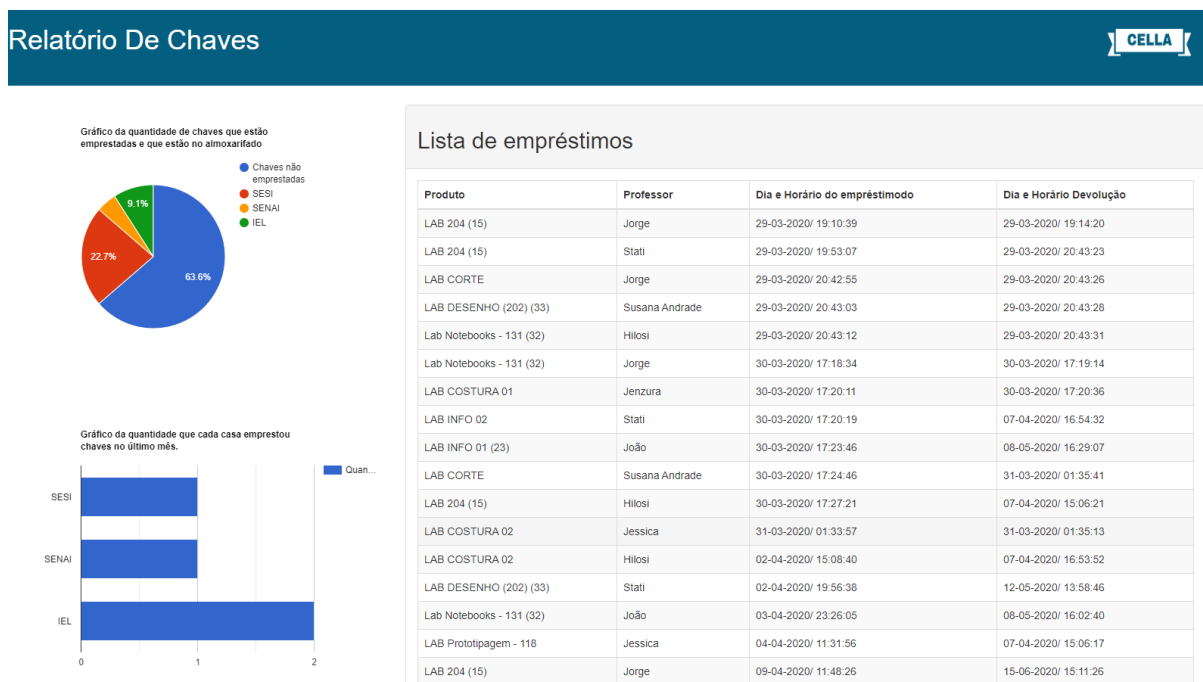 Relatório De Chaves
CELLA
Gráfico da quantidade de chaves que estão
emprestadas e que estão no almoxarifado
Chaves não
emprestadas
SESI
SENAI
IEL
9.1%
22.7%
63.6%
Gráfico da quantidade que cada casa emprestou
chaves no último mês.
Quan...
SESI
SENAI
IEL
0 1 2
Lista de empréstimos
Produto Professor Dia e Horário do empréstimodo Dia e Horário Devolução
LAB 204 (15) Jorge 29-03-2020/ 19:10:39 29-03-2020/ 19:14:20
LAB 204 (15) Stati 29-03-2020/ 19:53:07 29-03-2020/ 20:43:23
LAB CORTE Jorge 29-03-2020/ 20:42:55 29-03-2020/ 20:43:26
LAB DESENHO (202) (33) Susana Andrade 29-03-2020/ 20:43:03 29-03-2020/ 20:43:28
Lab Notebooks - 131 (32) Hilosi 29-03-2020/ 20:43:12 29-03-2020/ 20:43:31
Lab Notebooks - 131 (32) Jorge 30-03-2020/ 17:18:34 30-03-2020/ 17:19:14
LAB COSTURA 01 Jenzura 30-03-2020/ 17:20:11 30-03-2020/ 17:20:36
LAB INFO 02 Stati 30-03-2020/ 17:20:19 07-04-2020/ 16:54:32
LAB INFO 01 (23) João 30-03-2020/ 17:23:46 08-05-2020/ 16:29:07
LAB CORTE Susana Andrade 30-03-2020/ 17:24:46 31-03-2020/ 01:35:41
LAB 204 (15) Hilosi 30-03-2020/ 17:27:21 07-04-2020/ 15:06:21
LAB COSTURA 02 Jessica 31-03-2020/ 01:33:57 31-03-2020/ 01:35:13
LAB COSTURA 02 Hilosi 02-04-2020/ 15:08:40 07-04-2020/ 16:53:52
LAB DESENHO (202) (33) Stati 02-04-2020/ 19:56:38 12-05-2020/ 13:58:46
Lab Notebooks - 131 (32) João 03-04-2020/ 23:26:05 08-05-2020/ 16:02:40
LAB Prototipagem - 118 Jessica 04-04-2020/ 11:31:56 07-04-2020/ 15:06:17
LAB 204 (15) Jorge 09-04-2020/ 11:48:26 15-06-2020/ 15:11:26